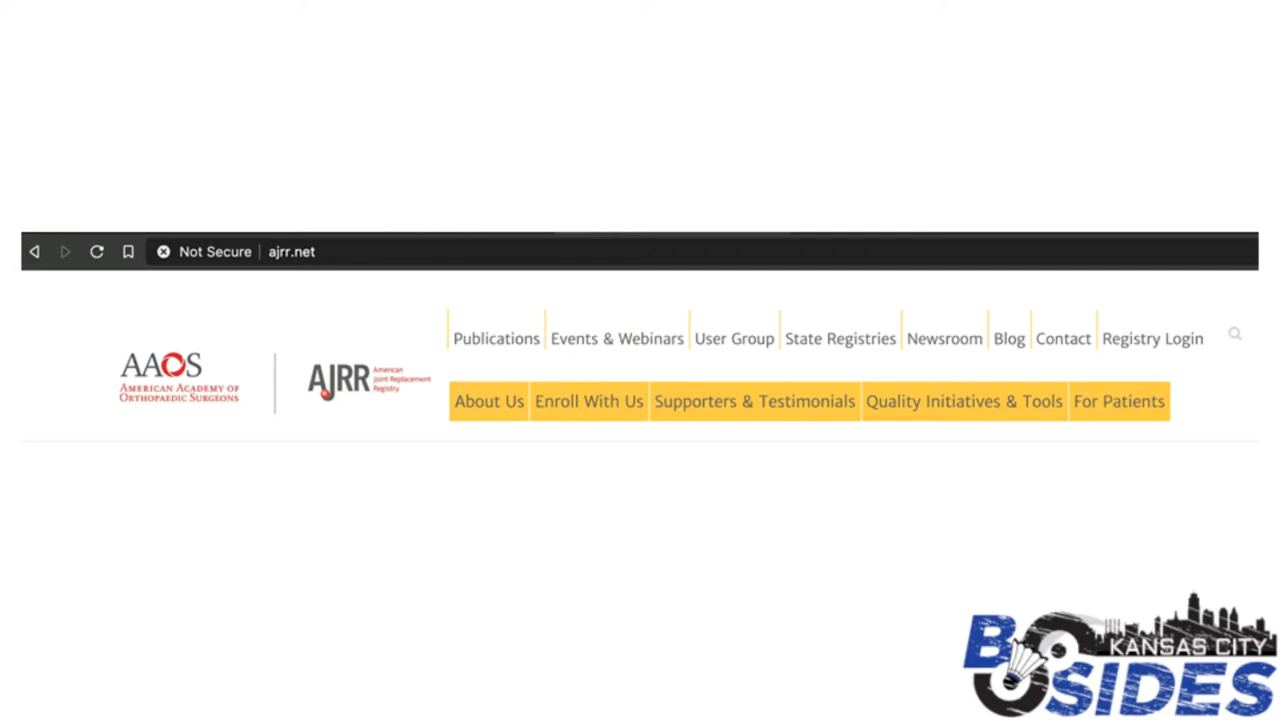 Not Secure ajrr.net
Publications Events & Webinars User Group State Registries Newsroom Blog Contact Registry Login
AAOS
AMERICAN ACADEMY OF
ORTHOPAEDIC SURGEONS
AJRR
American
Joint Replacement
Registry
About Us Enroll With Us Supporters & Testimonials Quality Initiatives & Tools For Patients
KANSAS CITY
BSIDES